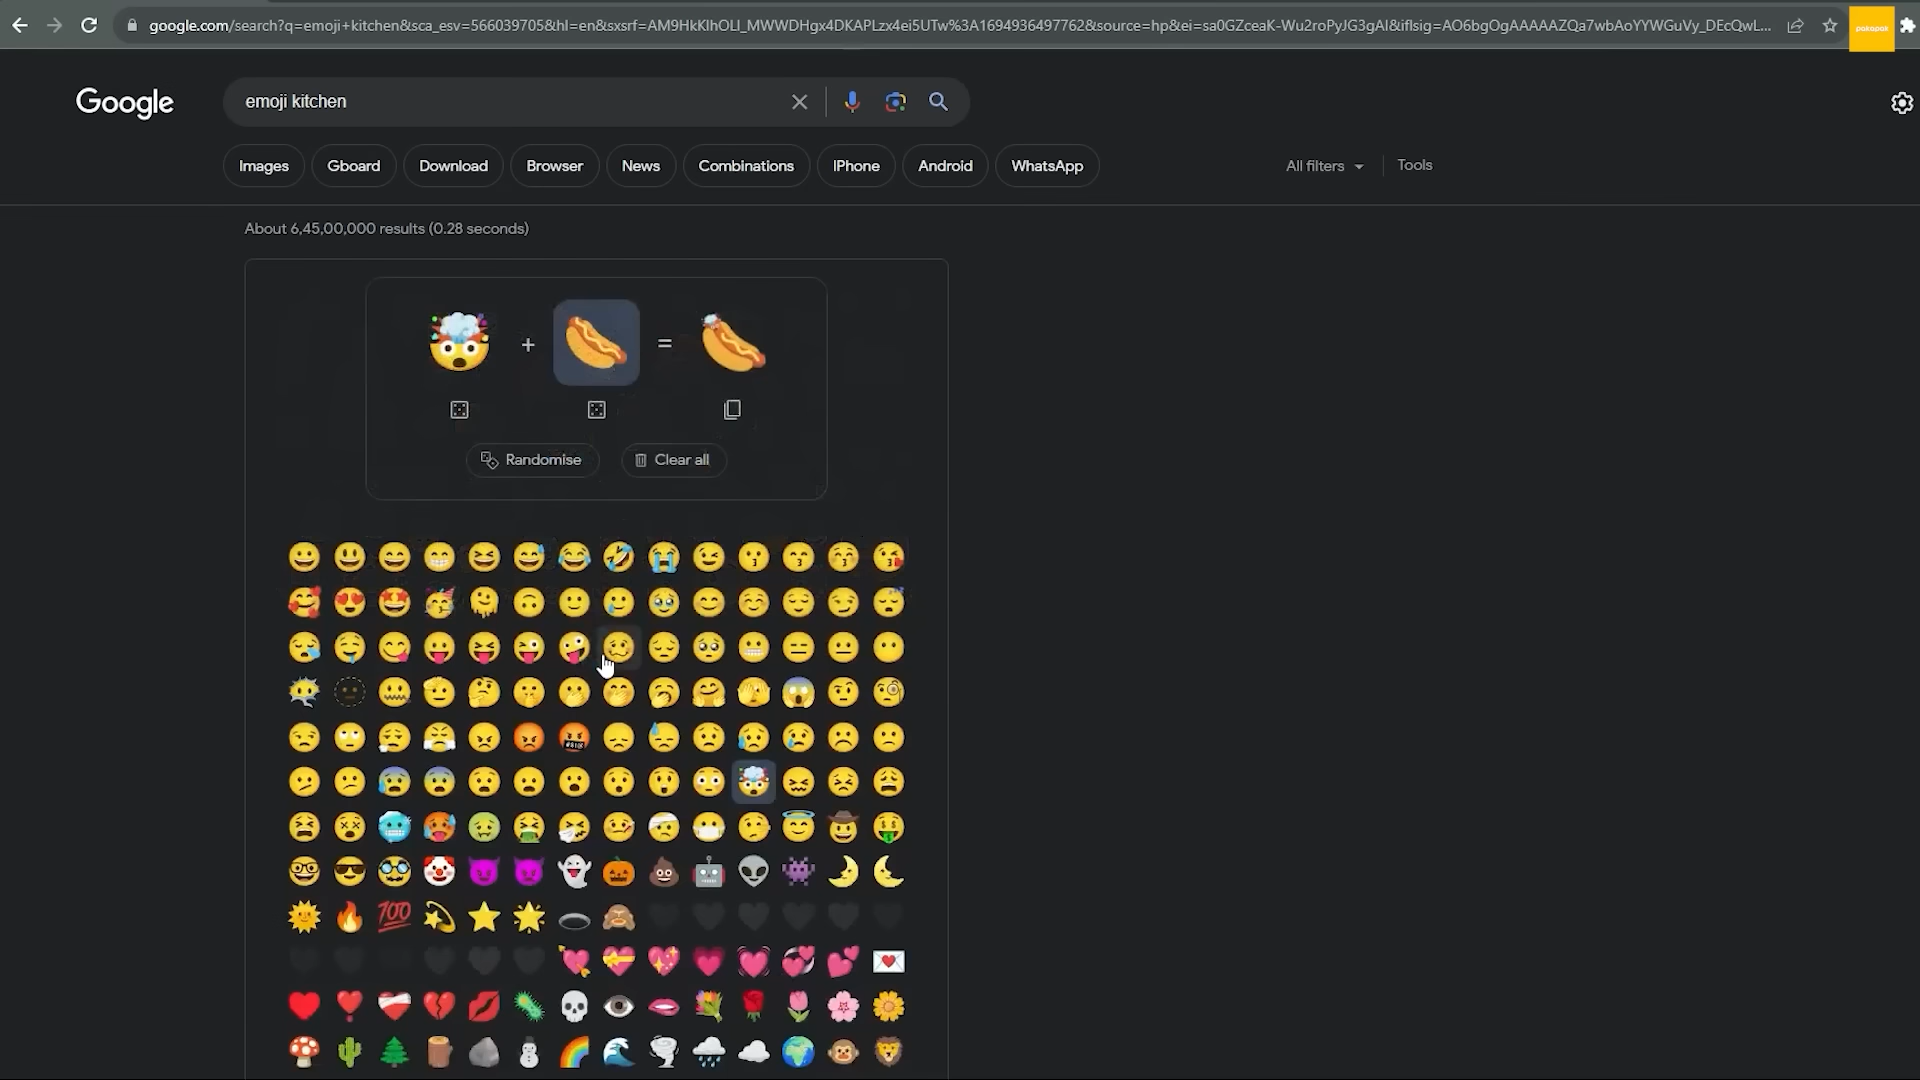 google.com/search?q=emoji+kitchen&sca_esv=566039705&hl=en&sxsrf=AM9HkKlhOLI_MWWDHgx4DKAPLzx4ei5UTw%3A1694936497762&source=hp&ei=sa0GZceaK-Wu2roPyJG3gAI&iflsig=AO6bgOgAAAAAZQa7wbAoYYWGuVy_DEcQwL...
pokopok
Google
emoji kitchen
Images
Gboard
Download
Browser
News
Combinations
IPhone
Android
WhatsApp
All filters
Tools
About 6,45,00,000 results (0.28 seconds)
+
=
Randomise
Clear all
100